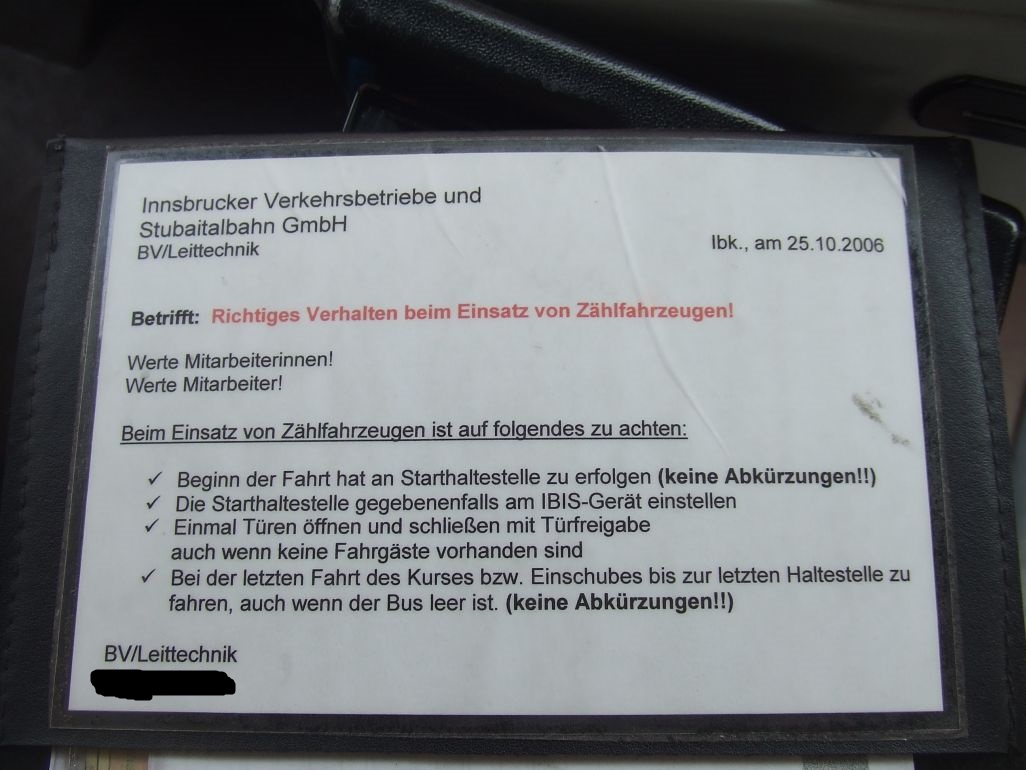 Innsbrucker Verkehrsbetriebe und
Stubaitalbahn GmbH
BV/Leittechnik
Ibk., am 25.10.2006
Betrifft: Richtiges Verhalten beim Einsatz von Zählfahrzeugen!
Werte Mitarbeiterinnen!
Werte Mitarbeiter!
Beim Einsatz von Zählfahrzeugen ist auf folgendes zu achten:
✓ Beginn der Fahrt hat an Starthaltestelle zu erfolgen (keine Abkürzungen!!)
✓ Die Starthaltestelle gegebenenfalls am IBIS-Gerät einstellen
✓ Einmal Türen öffnen und schließen mit Türfreigabe
auch wenn keine Fahrgäste vorhanden sind
✓ Bei der letzten Fahrt des Kurses bzw. Einschubes bis zur letzten Haltestelle zu
fahren, auch wenn der Bus leer ist. (keine Abkürzungen!!)
BV/Leittechnik